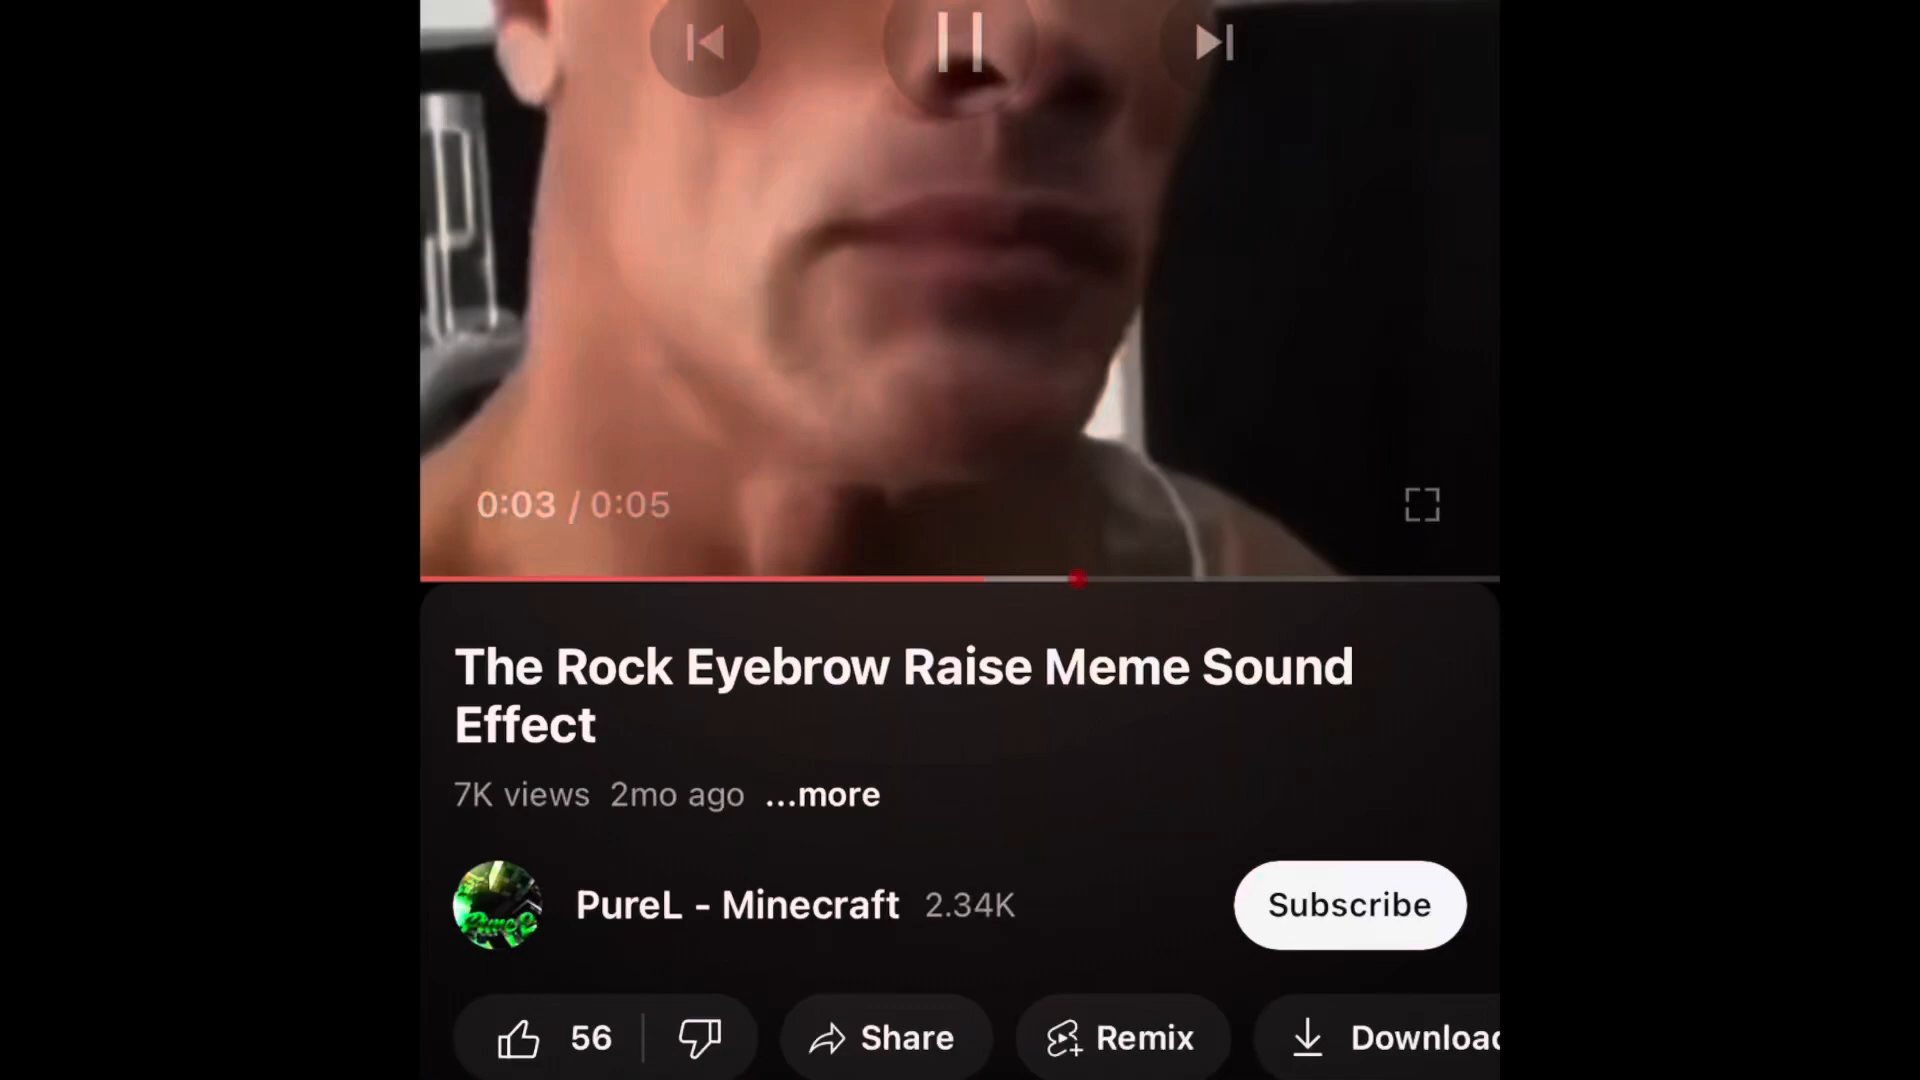 0:03 / 0:05
The Rock Eyebrow Raise Meme Sound
Effect
7K views 2mo ago ...more
PureL - Minecraft 2.34K
Subscribe
56
Share
Remix
Download